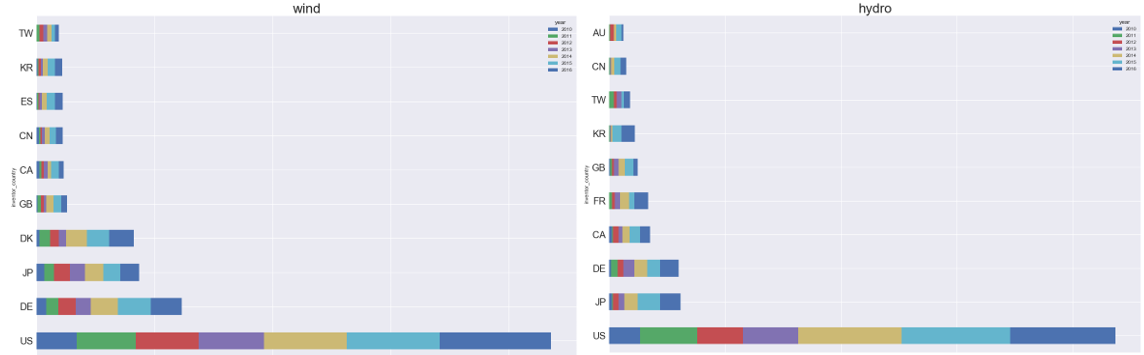 wind
year
2010
2011
2012
2013
2014
2015
2016
TW
KR
ES
CN
CA
GB
DK
JP
DE
US
inventor_country
hydro
year
2010
2011
2012
2013
2014
2015
2016
AU
CN
TW
KR
GB
FR
CA
DE
JP
US
inventor_country